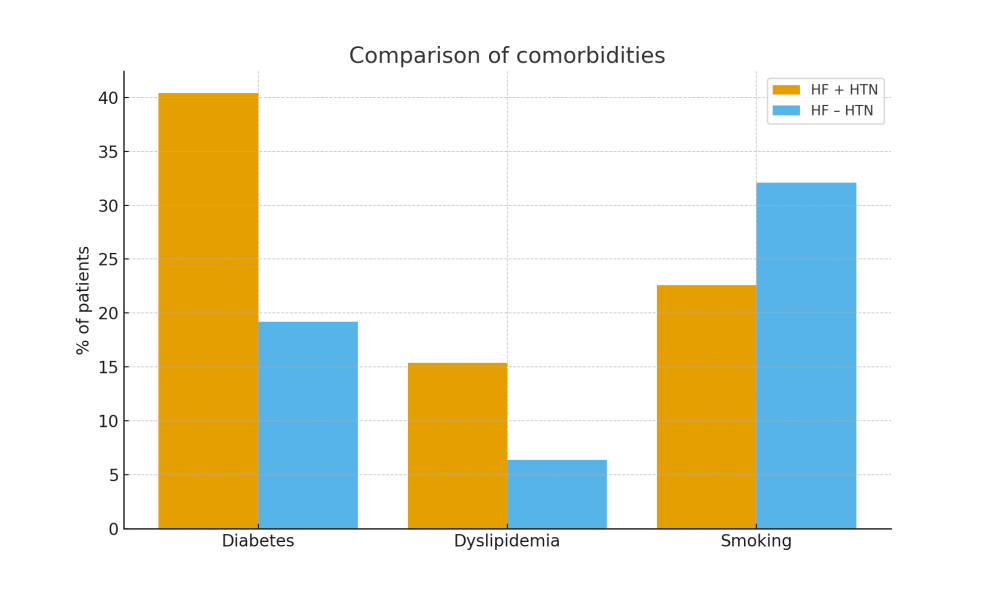 Comparison of comorbidities
HF + HTN
HF – HTN
% of patients
40
35
30
25
20
15
10
5
0
Diabetes
Dyslipidemia
Smoking